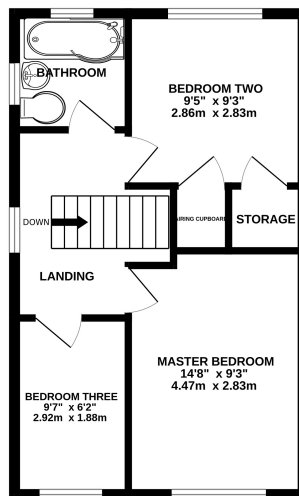 BATHROOM
BEDROOM TWO
9'5" x 9'3"
2.86m x 2.83m
AIRING CUPBOARD
STORAGE
DOWN
LANDING
MASTER BEDROOM
14'8" x 9'3"
4.47m x 2.83m
BEDROOM THREE
9'7" x 6'2"
2.92m x 1.88m